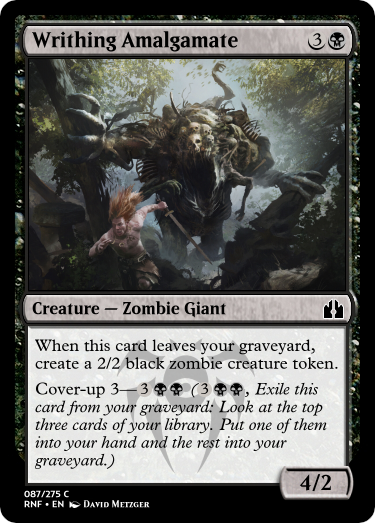 Writhing Amalgamate 3
Creature — Zombie Giant
When this card leaves your graveyard,
create a 2/2 black zombie creature token.
Cover-up 3—3 (3 , Exile this
card from your graveyard: Look at the top
three cards of your library. Put one of them
into your hand and the rest into your
graveyard.)
4/2
087/275 C
RNF • EN David Metzger